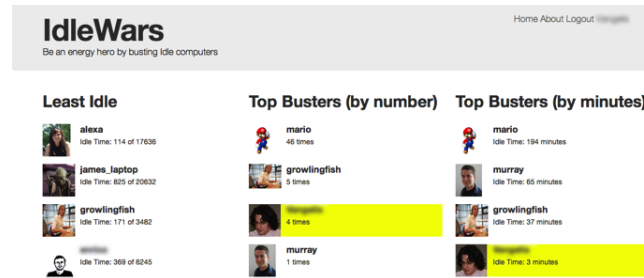 Home About Logout
IdleWars
Be an energy hero by busting Idle computers
Least Idle
alexa
Idle Time: 114 of 17636
james_laptop
Idle Time: 825 of 20632
growlingfish
Idle Time: 171 of 3482
Idle Time: 369 of 6245
Top Busters (by number)
mario
46 times
growlingfish
5 times
4 times
murray
1 times
Top Busters (by minutes)
mario
Idle Time: 194 minutes
murray
Idle Time: 65 minutes
growlingfish
Idle Time: 37 minutes
Idle Time: 3 minutes